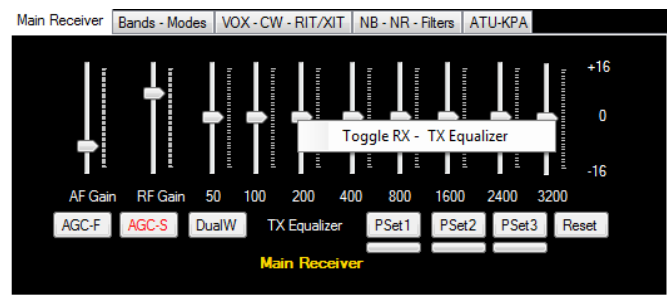 Main Receiver Bands - Modes VOX - CW - RIT/XIT NB - NR - Filters ATU-KPA
+16
0
Toggle RX - TX Equalizer
-16
AF Gain RF Gain 50 100 200 400 800 1600 2400 3200
AGC-F AGC-S DualW TX Equalizer PSet1 PSet2 PSet3 Reset
Main Receiver